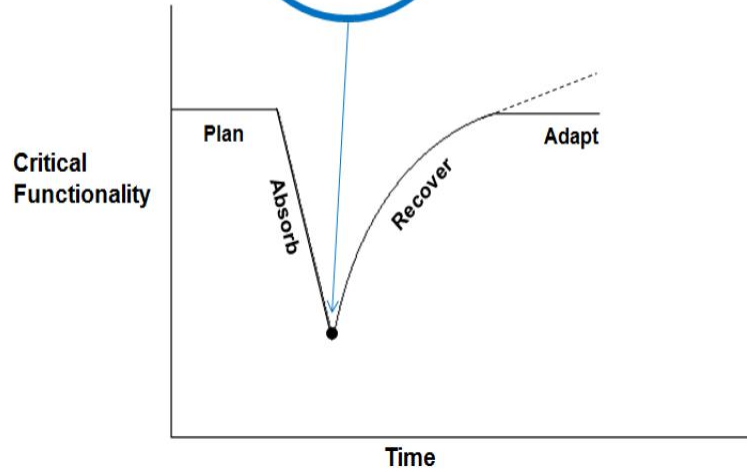 Plan
Adapt
Critical
Functionality
Absorb
Recover
Time